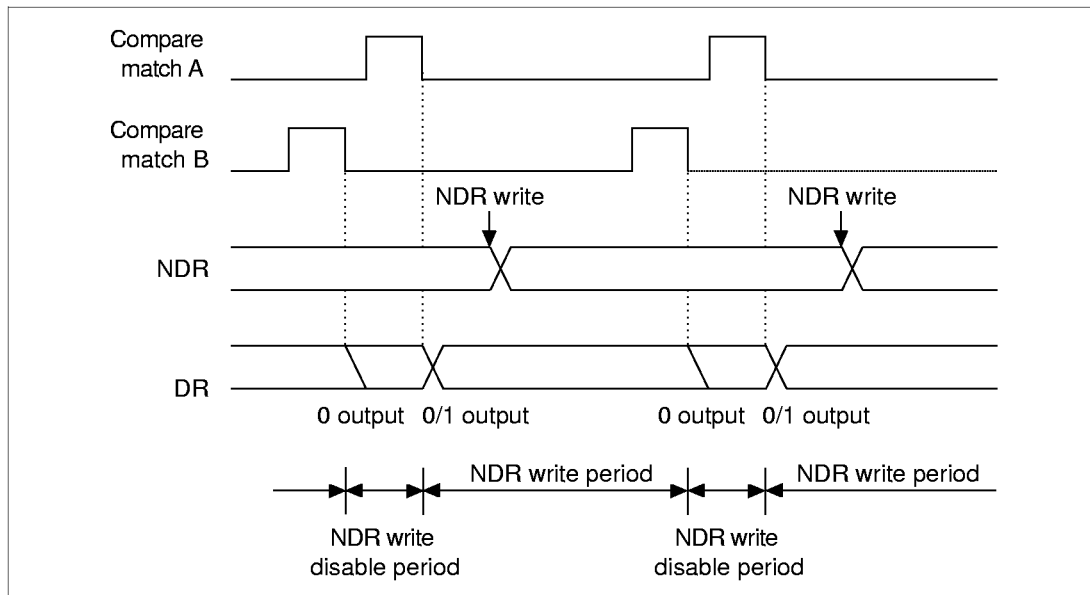 Compare
match A
Compare
match B
NDR write
NDR write
NDR
DR
0 output
0/1 output
0 output
0/1 output
NDR write period
NDR write period
NDR write
disable period
NDR write
disable period